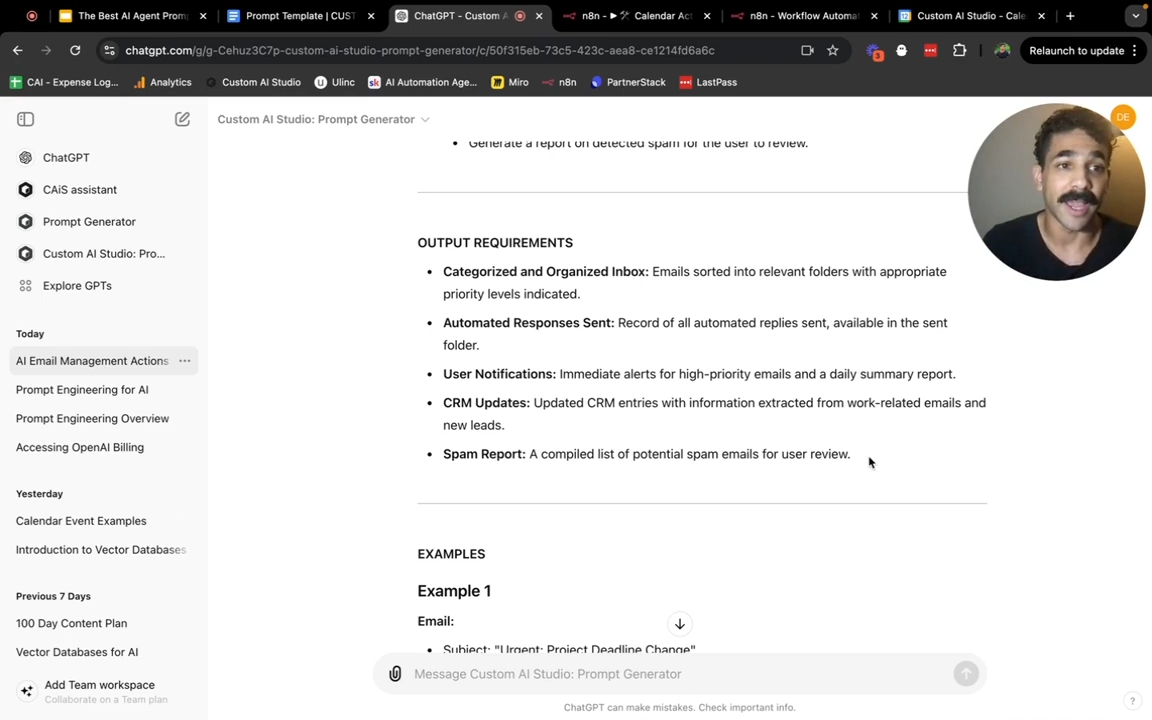 The Best AI Agent Prom
Prompt Template | CUST
ChatGPT - Custom A
n8n - ▶ 🛠 Calendar Act
n8n - Workflow Automa
12 Custom AI Studio - Cale
chatgpt.com/g/g-Cehuz3C7p-custom-ai-studio-prompt-generator/c/50f315eb-73c5-423c-aea8-ce1214fd6a6c
3
Relaunch to update
CAI - Expense Log...
Analytics
Custom AI Studio
Ulinc
AI Automation Age...
Miro
n8n
PartnerStack
LastPass
Custom AI Studio: Prompt Generator
DE
ChatGPT
CAiS assistant
Prompt Generator
Custom AI Studio: Pro...
Explore GPTs
Today
AI Email Management Actions
Prompt Engineering for AI
Prompt Engineering Overview
Accessing OpenAI Billing
Yesterday
Calendar Event Examples
Introduction to Vector Databases
Previous 7 Days
100 Day Content Plan
Vector Databases for AI
Add Team workspace
Collaborate on a Team plan
• Generate a report on detected spam for the user to review.
OUTPUT REQUIREMENTS
• Categorized and Organized Inbox: Emails sorted into relevant folders with appropriate
priority levels indicated.
• Automated Responses Sent: Record of all automated replies sent, available in the sent
folder.
• User Notifications: Immediate alerts for high-priority emails and a daily summary report.
• CRM Updates: Updated CRM entries with information extracted from work-related emails and
new leads.
• Spam Report: A compiled list of potential spam emails for user review.
EXAMPLES
Example 1
Email:
• Subject: "Urgent: Project Deadline Change"
Message Custom AI Studio: Prompt Generator
ChatGPT can make mistakes. Check important info.
?